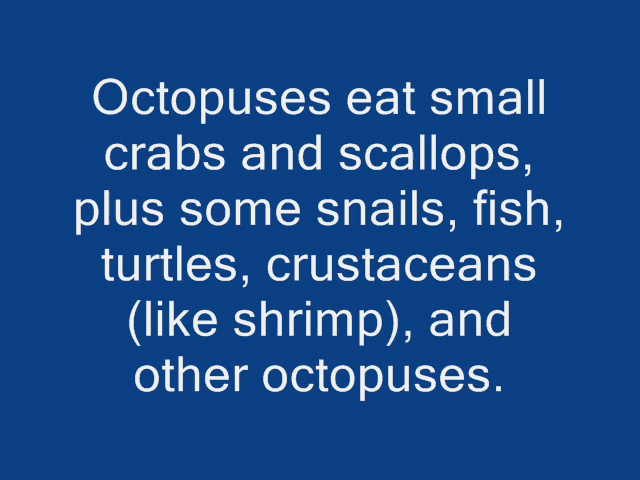 Octopuses eat small
crabs and scallops,
plus some snails, fish,
turtles, crustaceans
(like shrimp), and
other octopuses.